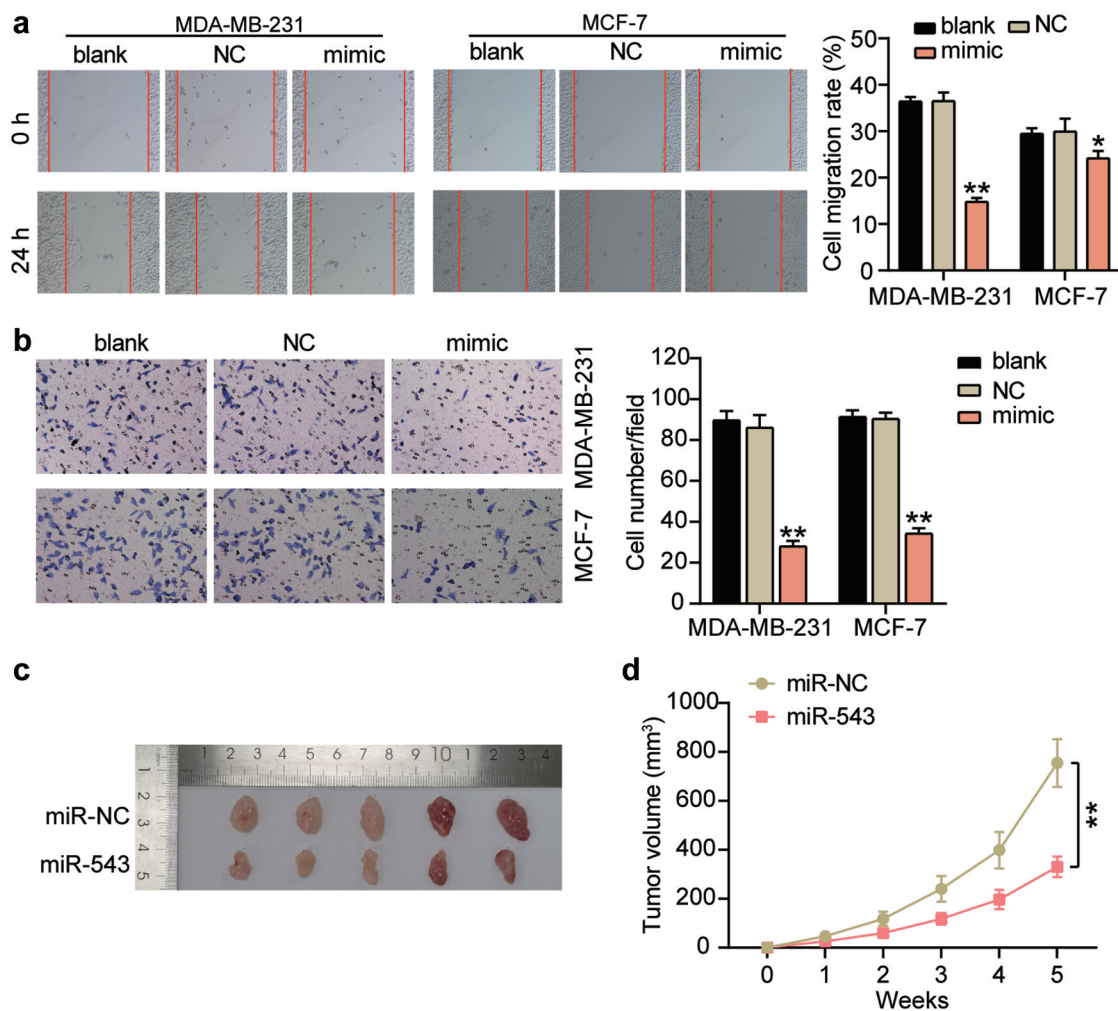 a
MDA-MB-231
blank NC mimic
MCF-7
blank NC mimic
0 h
24 h
blank NC
mimic
Cell migration rate (%)
50
40
30
20
10
0
**
*
MDA-MB-231 MCF-7
b
blank NC mimic
MDA-MB-231
MCF-7
blank
NC
mimic
Cell number/field
120
100
80
60
40
20
0
**
**
MDA-MB-231 MCF-7
c
1 2 3 5 6 7 8 9 10 2 3 4
1
2
3
4
5
miR-NC
miR-543
d
miR-NC
miR-543
Tumor volume (mm³)
1000
800
600
400
200
0
**
0 1 2 3 4 5
Weeks